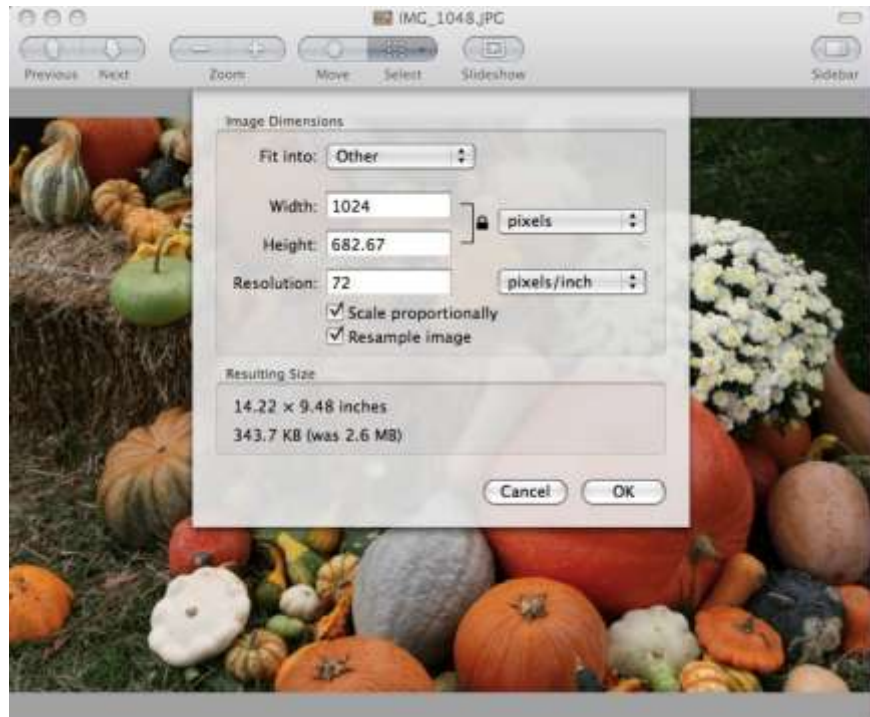 IMG_1048.JPG
Previous Next Zoom Move Select Slideshow Sidebar
Image Dimensions
Fit into: Other
Width: 1024
pixels
Height: 682.67
Resolution: 72 pixels/inch
Scale proportionally
Resample image
Resulting Size
14.22 × 9.48 inches
343.7 KB (was 2.6 MB)
Cancel OK